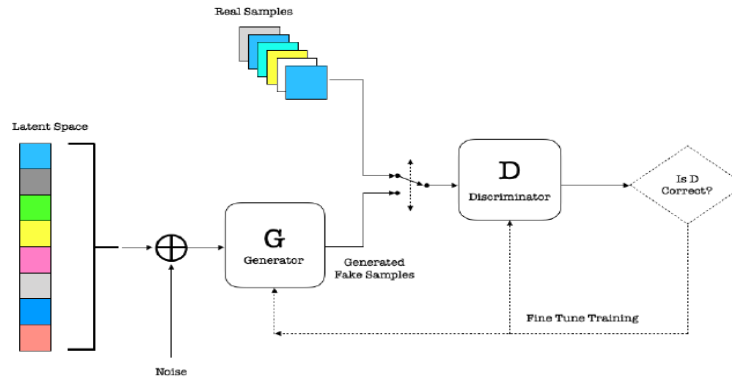 Real Samples
Latent Space
D
Discriminator
Is D
Correct?
G
Generator
Generated
Fake Samples
Fine Tune Training
Noise